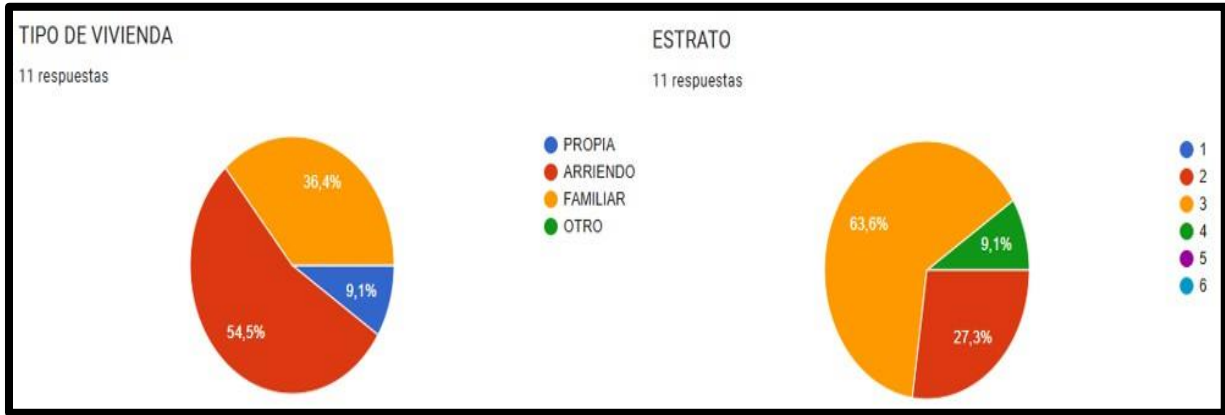 TIPO DE VIVIENDA
11 respuestas
36,4%
9,1%
54,5%
PROPIA
ARRIENDO
FAMILIAR
OTRO
ESTRATO
11 respuestas
63,6%
9,1%
27,3%
1
2
3
4
5
6